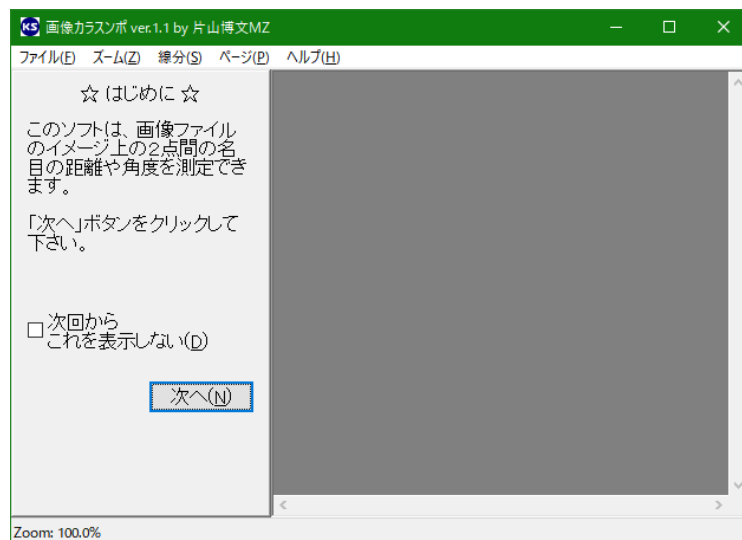 KS 画像カラスンポ ver.1.1 by 片山博文MZ
ファイル(F) ズーム(Z) 線分(S) ページ(P) ヘルプ(H)
☆ はじめに ☆
このソフトは、画像ファイル
のイメージ上の2点間の名
目の距離や角度を測定でき
ます。
「次へ」ボタンをクリックして
下さい。
次回から
これを表示しない(D)
次へ(N)
Zoom: 100.0%